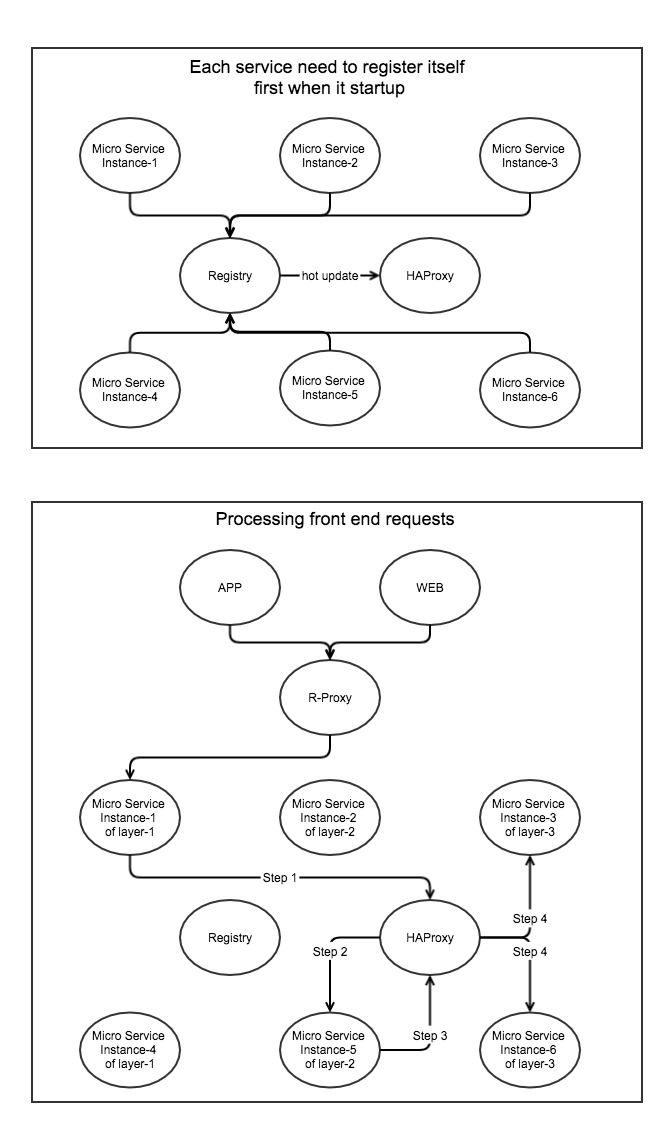 Each service need to register itself
first when it startup
Micro Service
Instance-1
Micro Service
Instance-2
Micro Service
Instance-3
Registry
hot update
HAProxy
Micro Service
Instance-4
Micro Service
Instance-5
Micro Service
Instance-6
Processing front end requests
APP
WEB
R-Proxy
Micro Service
Instance-1
of layer-1
Micro Service
Instance-2
of layer-2
Micro Service
Instance-3
of layer-3
Step 1
Step 4
Registry
HAProxy
Step 2
Step 4
Step 3
Micro Service
Instance-4
of layer-1
Micro Service
Instance-5
of layer-2
Micro Service
Instance-6
of layer-3